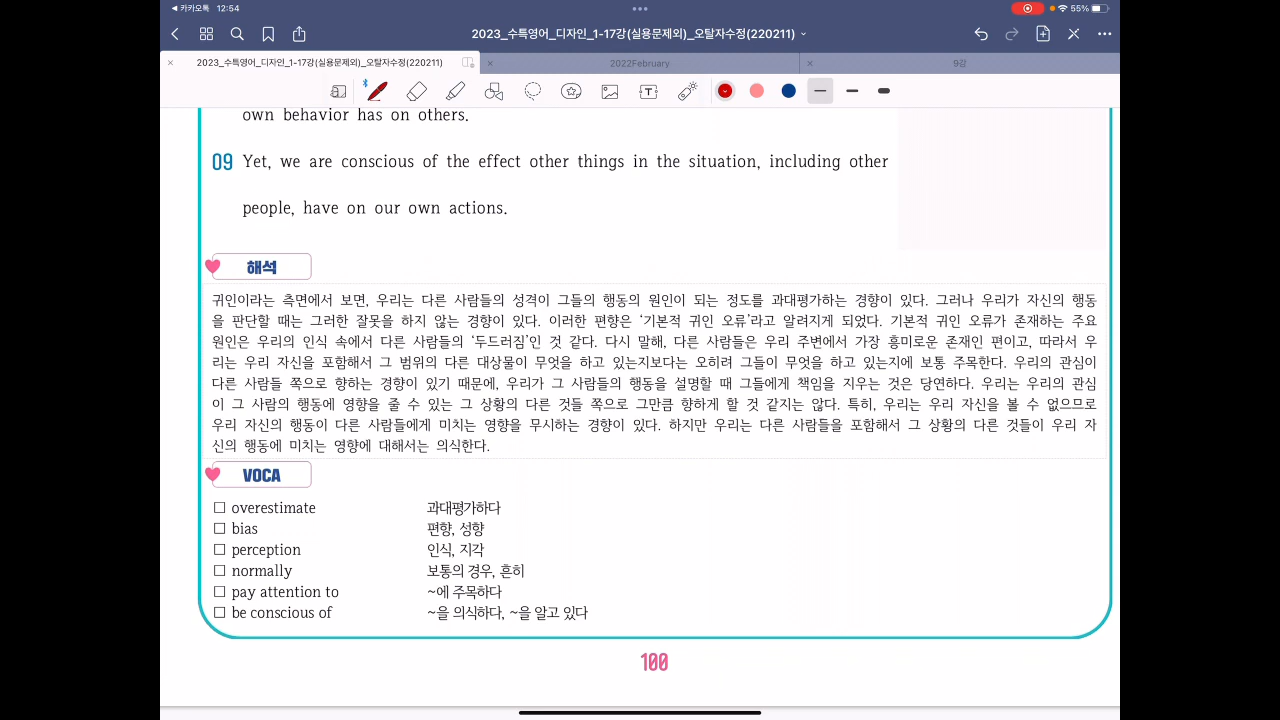 ◀ 카카오톡 12:54
55%
2023_수특영어_디자인_1-17강(실용문제외)_오탈자수정(220211)
2023_수특영어_디자인_1-17강(실용문제외)_오탈자수정(220211)
2022February
9강
own behavior has on others.
09 Yet, we are conscious of the effect other things in the situation, including other
people, have on our own actions.
해석
귀인이라는 측면에서 보면, 우리는 다른 사람들의 성격이 그들의 행동의 원인이 되는 정도를 과대평가하는 경향이 있다. 그러나 우리가 자신의 행동
을 판단할 때는 그러한 잘못을 하지 않는 경향이 있다. 이러한 편향은 ‘기본적 귀인 오류’라고 알려지게 되었다. 기본적 귀인 오류가 존재하는 주요
원인은 우리의 인식 속에서 다른 사람들의 ‘두드러짐’인 것 같다. 다시 말해, 다른 사람들은 우리 주변에서 가장 흥미로운 존재인 편이고, 따라서 우
리는 우리 자신을 포함해서 그 범위의 다른 대상물이 무엇을 하고 있는지보다는 오히려 그들이 무엇을 하고 있는지에 보통 주목한다. 우리의 관심이
다른 사람들 쪽으로 향하는 경향이 있기 때문에, 우리가 그 사람들의 행동을 설명할 때 그들에게 책임을 지우는 것은 당연하다. 우리는 우리의 관심
이 그 사람의 행동에 영향을 줄 수 있는 그 상황의 다른 것들 쪽으로 그만큼 향하게 할 것 같지는 않다. 특히, 우리는 우리 자신을 볼 수 없으므로
우리 자신의 행동이 다른 사람들에게 미치는 영향을 무시하는 경향이 있다. 하지만 우리는 다른 사람들을 포함해서 그 상황의 다른 것들이 우리 자
신의 행동에 미치는 영향에 대해서는 의식한다.
VOCA
overestimate 과대평가하다
bias 편향, 성향
perception 인식, 지각
normally 보통의 경우, 흔히
pay attention to ~에 주목하다
be conscious of ~을 의식하다, ~을 알고 있다
100